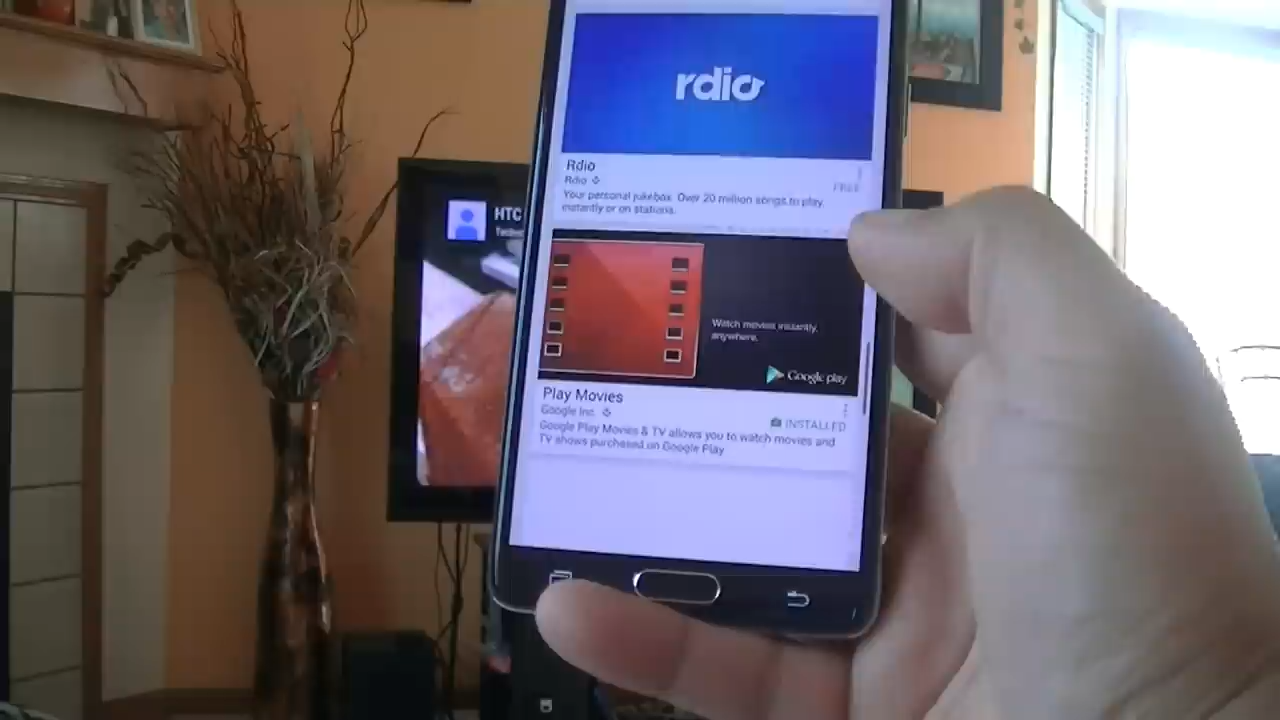 rdio
Rdio
Rdio
FREE
Your personal jukebox. Over 20 million songs to play
instantly or on stations.
HTC
Watch movies instantly,
anywhere.
Google play
Play Movies
Google Inc.
INSTALLED
Google Play Movies & TV allows you to watch movies and
TV shows purchased on Google Play